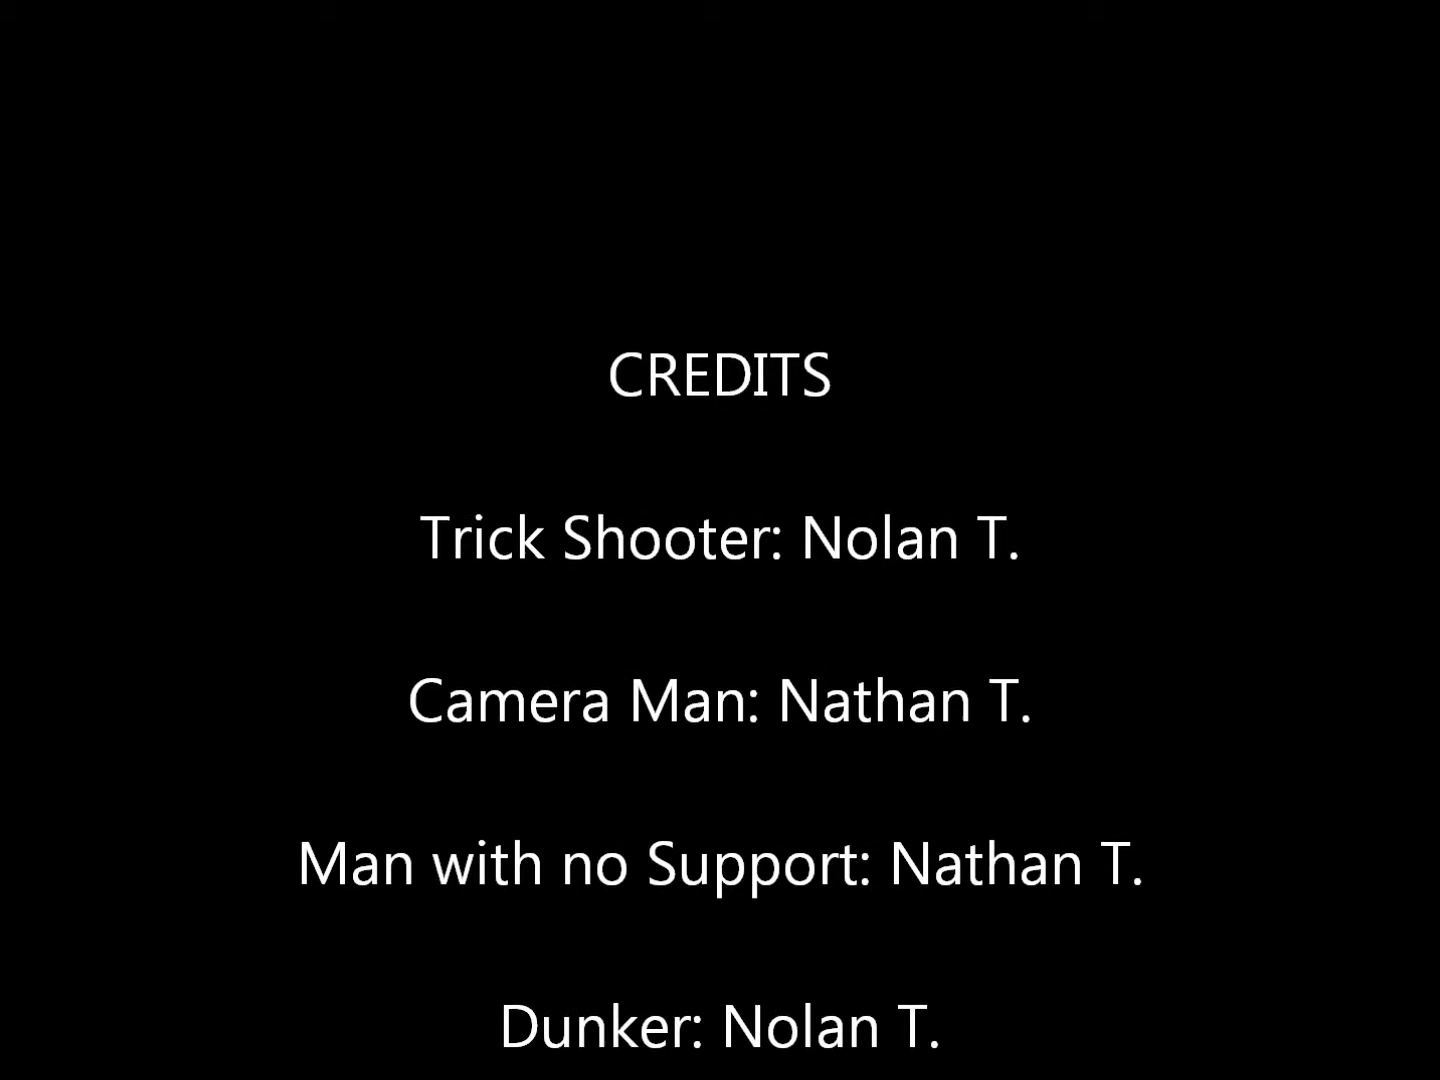 CREDITS
Trick Shooter: Nolan T.
Camera Man: Nathan T.
Man with no Support: Nathan T.
Dunker: Nolan T.